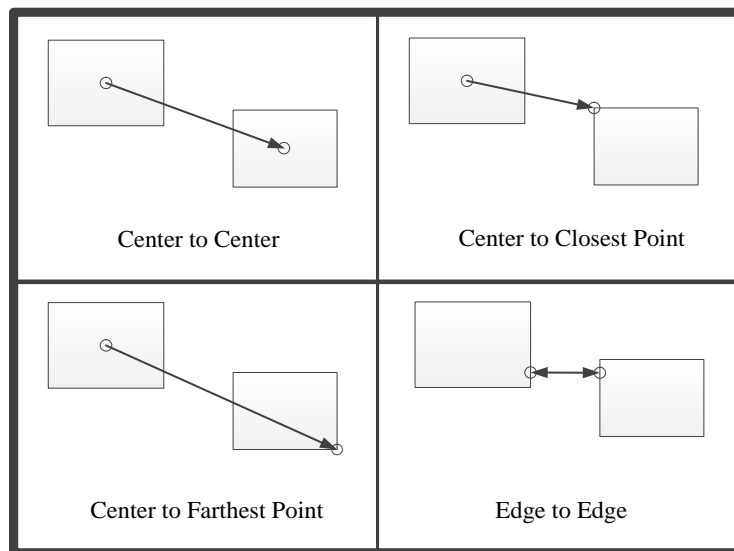 Center to Center
Center to Closest Point
Center to Farthest Point
Edge to Edge